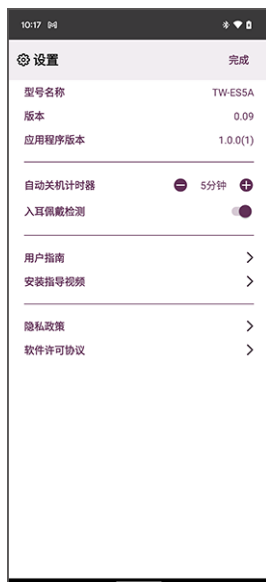 10:17
设置 完成
型号名称 TW-ES5A
版本 0.09
应用程序版本 1.0.0(1)
自动关机计时器 5分钟
入耳佩戴检测
用户指南
安装指导视频
隐私政策
软件许可协议